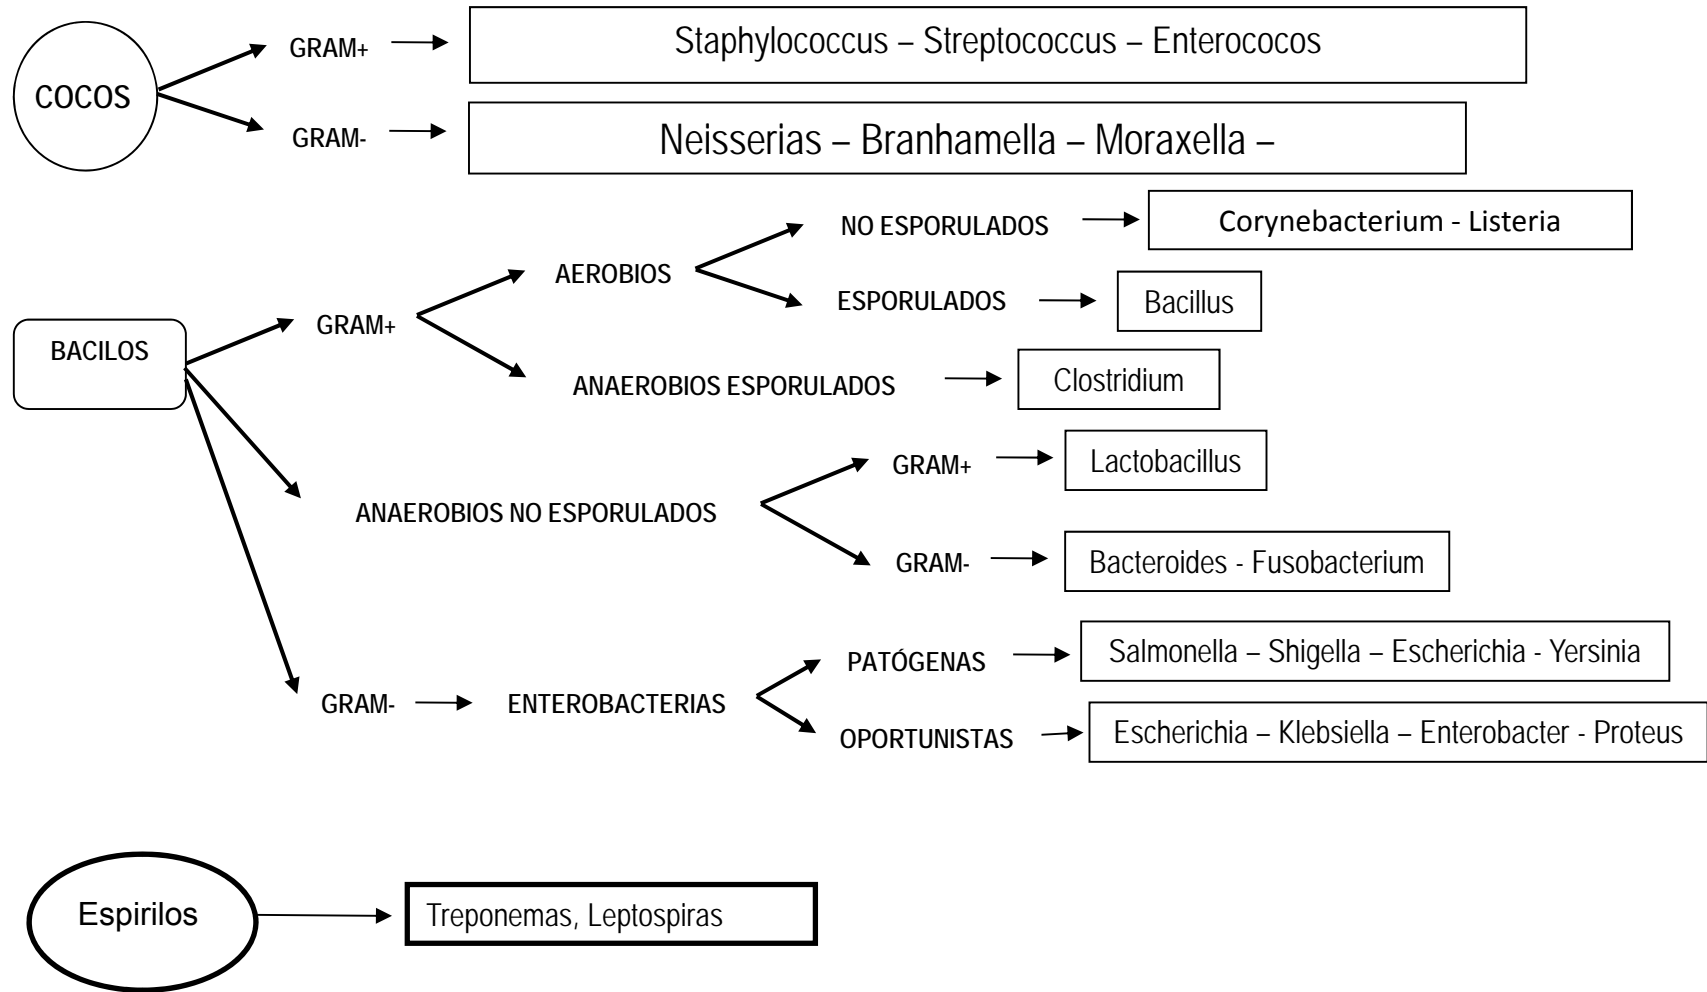 COCOS
GRAM+
Staphylococcus – Streptococcus – Enterococos
GRAM-
Neisserias – Branhamella – Moraxella –
BACILOS
GRAM+
AEROBIOS
NO ESPORULADOS
Corynebacterium - Listeria
ESPORULADOS
Bacillus
ANAEROBIOS ESPORULADOS
Clostridium
ANAEROBIOS NO ESPORULADOS
GRAM+
Lactobacillus
GRAM-
Bacteroides - Fusobacterium
GRAM-
ENTEROBACTERIAS
PATÓGENAS
Salmonella – Shigella – Escherichia - Yersinia
OPORTUNISTAS
Escherichia – Klebsiella – Enterobacter - Proteus
Espirilos
Treponemas, Leptospiras